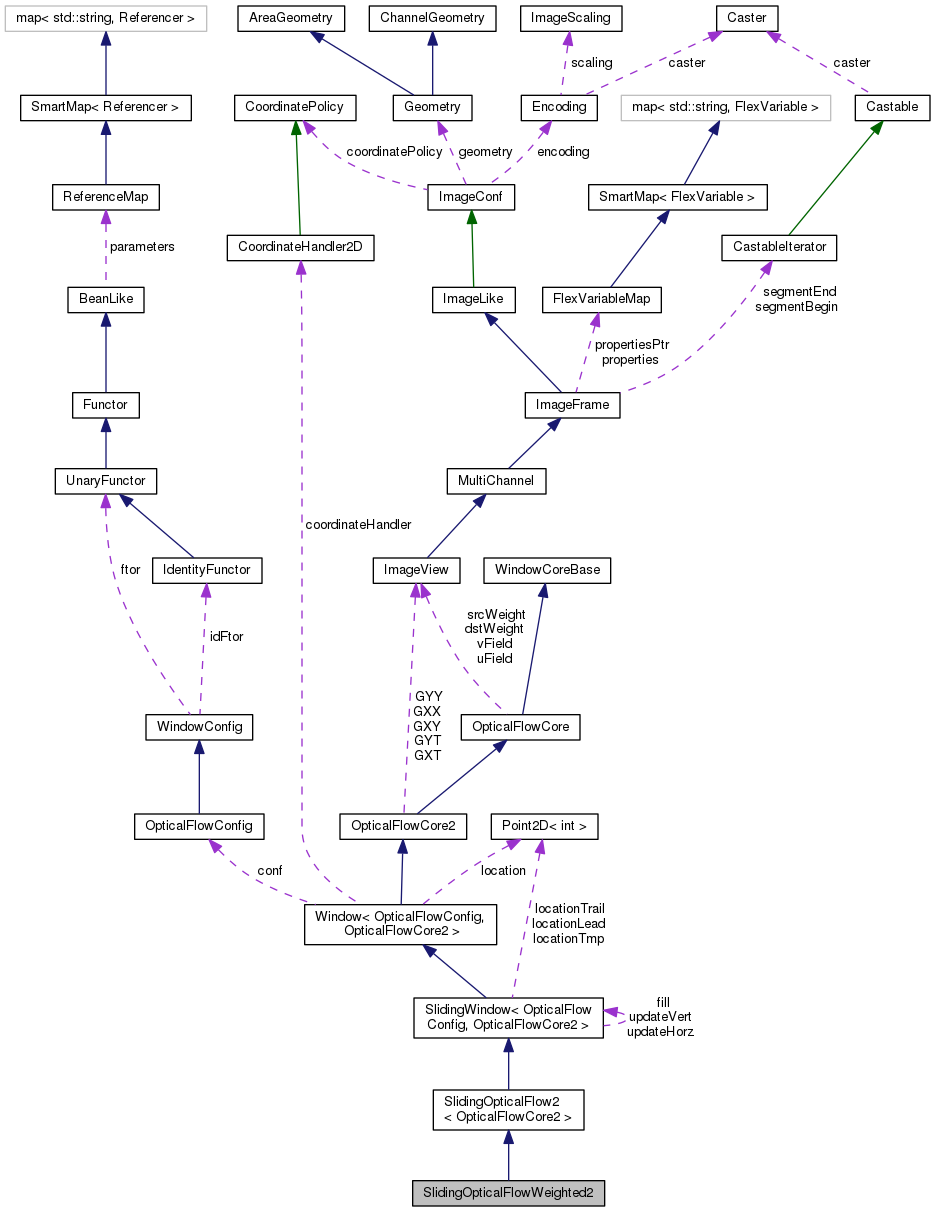 map< std::string, Referencer >
AreaGeometry
ChannelGeometry
ImageScaling
Caster
scaling
caster
caster
SmartMap< Referencer >
CoordinatePolicy
Geometry
Encoding
map< std::string, FlexVariable >
Castable
coordinatePolicy
geometry
encoding
ReferenceMap
ImageConf
SmartMap< FlexVariable >
parameters
CoordinateHandler2D
CastableIterator
BeanLike
ImageLike
FlexVariableMap
segmentEnd
segmentBegin
propertiesPtr
properties
Functor
ImageFrame
UnaryFunctor
MultiChannel
coordinateHandler
ftor
IdentityFunctor
ImageView
WindowCoreBase
idFtor
srcWeight
dstWeight
vField
uField
GYY
GXX
GXY
GYT
GXT
WindowConfig
OpticalFlowCore
OpticalFlowConfig
OpticalFlowCore2
Point2D< int >
conf
location
Window< OpticalFlowConfig,
OpticalFlowCore2 >
locationTrail
locationLead
locationTmp
SlidingWindow< OpticalFlow
Config, OpticalFlowCore2 >
fill
updateVert
updateHorz
SlidingOpticalFlow2
< OpticalFlowCore2 >
SlidingOpticalFlowWeighted2